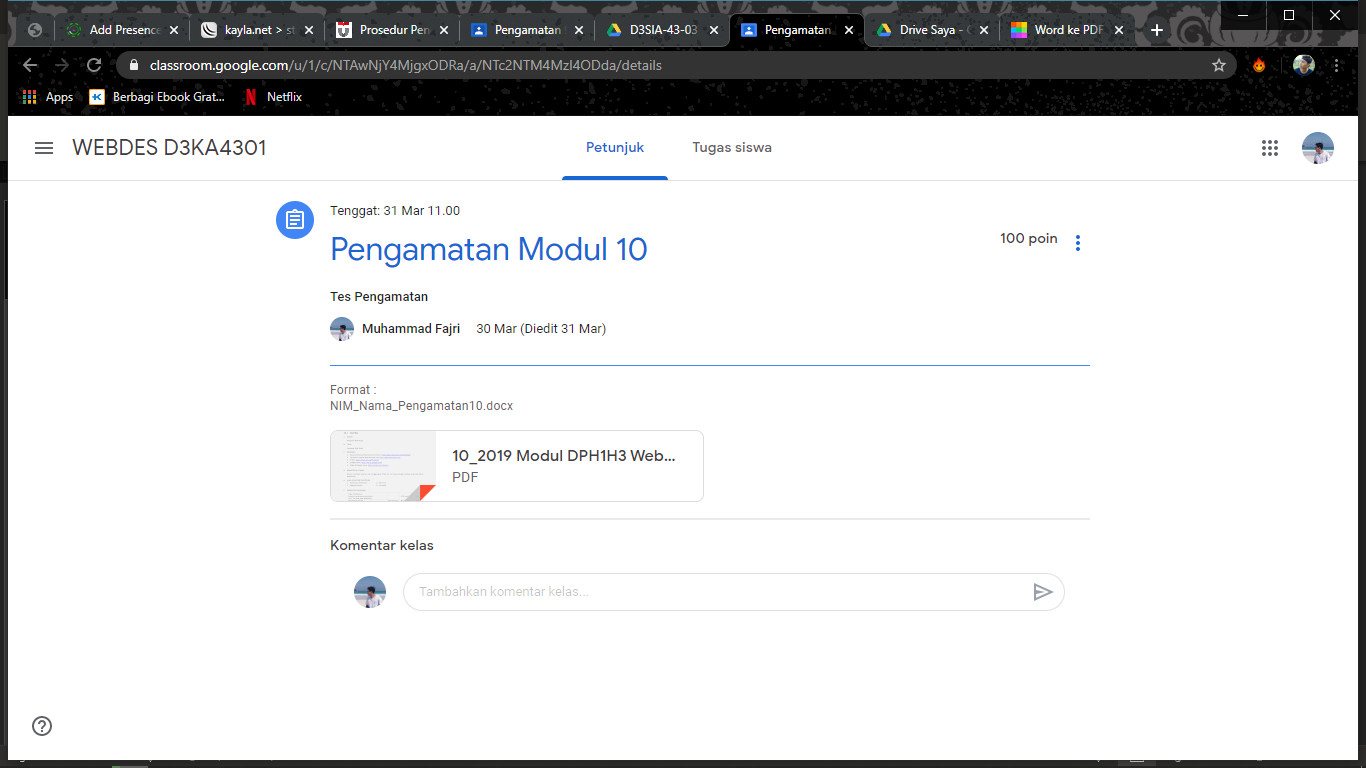 Add Presence
kayla.net > st
Prosedur Pen
Pengamatan
D3SIA-43-03
Pengamatan
Drive Saya - G
Word ke PDF
classroom.google.com/u/1/c/NTAwNjY4MjgxODRa/a/NTc2NTM4MzI4ODda/details
Apps
Berbagi Ebook Grat...
Netflix
WEBDES D3KA4301
Petunjuk
Tugas siswa
Tenggat: 31 Mar 11.00
Pengamatan Modul 10
100 poin
Tes Pengamatan
Muhammad Fajri 30 Mar (Diedit 31 Mar)
Format :
NIM_Nama_Pengamatan10.docx
10_2019 Modul DPH1H3 Web...
PDF
Komentar kelas
Tambahkan komentar kelas...